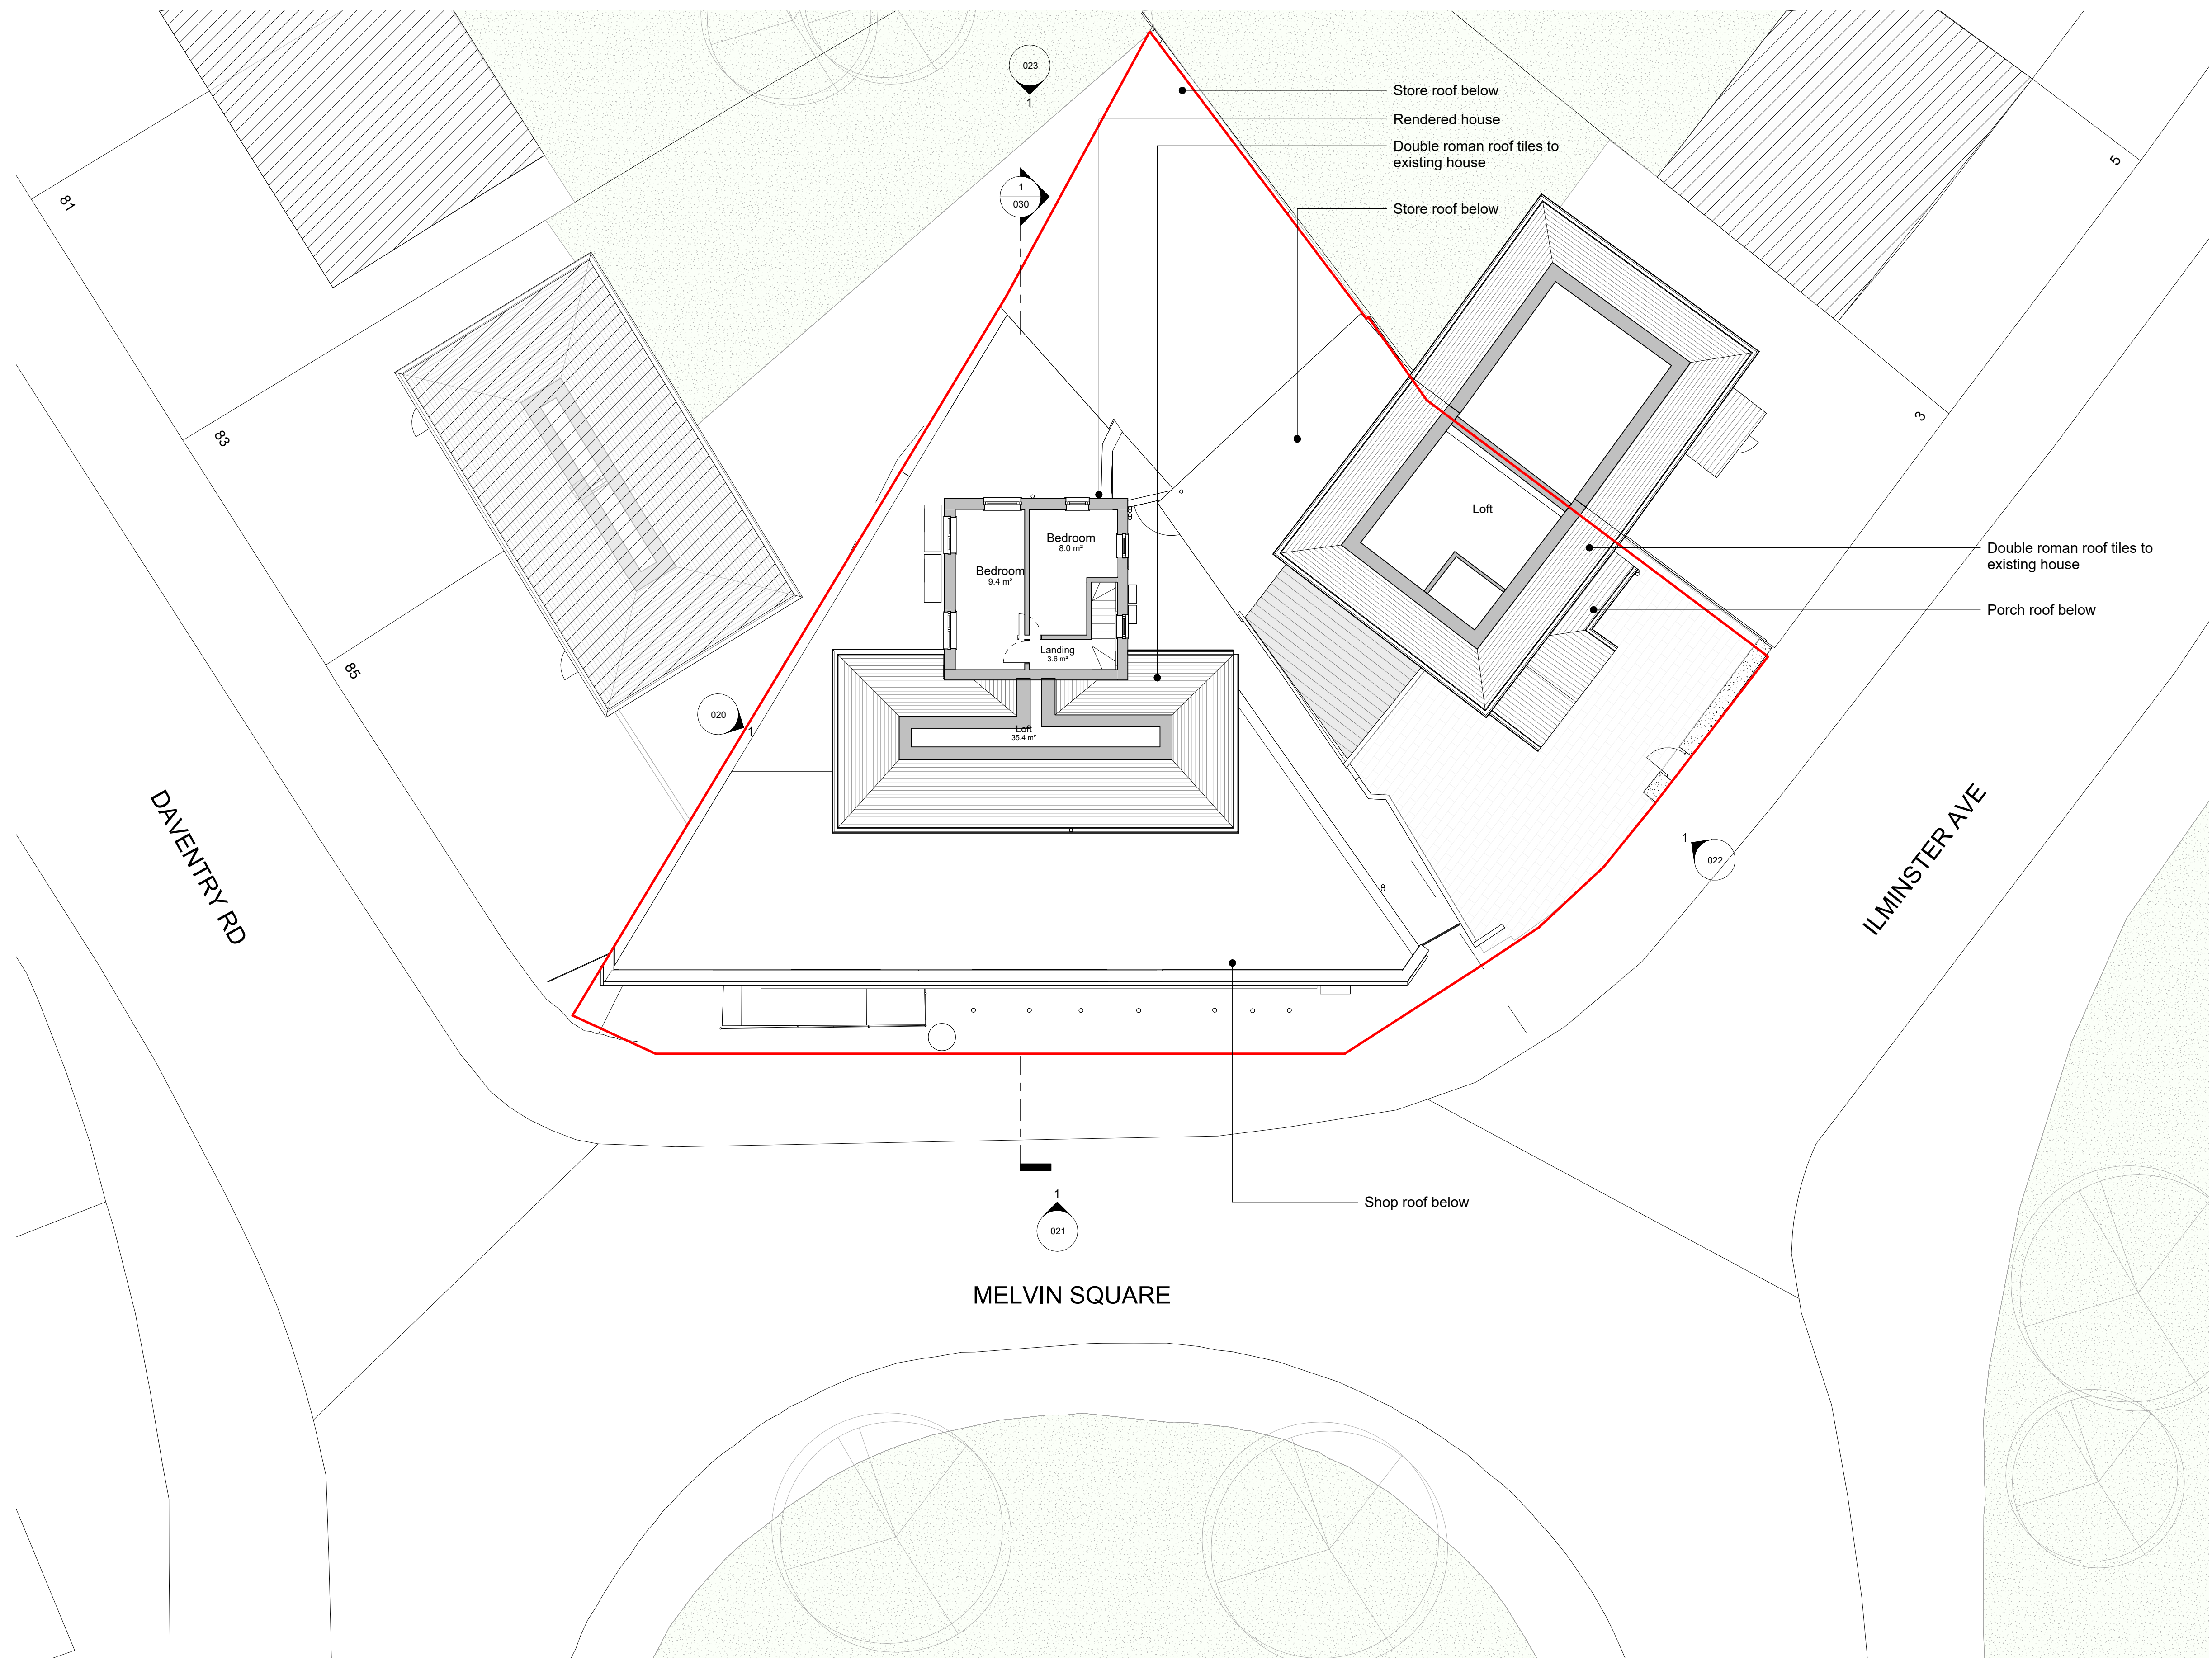 023
1
Store roof below
Rendered house
Double roman roof tiles to
existing house
Store roof below
1
030
5
81
3
83
85
Loft
Bedroom
8.0 m²
Bedroom
9.4 m²
Landing
3.6 m²
Loft
35.4 m²
Double roman roof tiles to
existing house
Porch roof below
020
1
1
022
DAVENTRY RD
ILMINSTER AVE
Shop roof below
1
021
MELVIN SQUARE